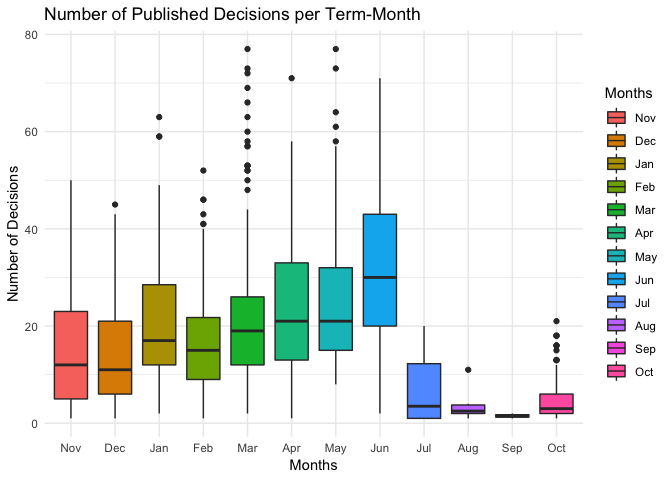 Number of Published Decisions per Term-Month
80
60
40
20
0
Number of Decisions
Nov Dec Jan Feb Mar Apr May Jun Jul Aug Sep Oct
Months
Months
Nov
Dec
Jan
Feb
Mar
Apr
May
Jun
Jul
Aug
Sep
Oct